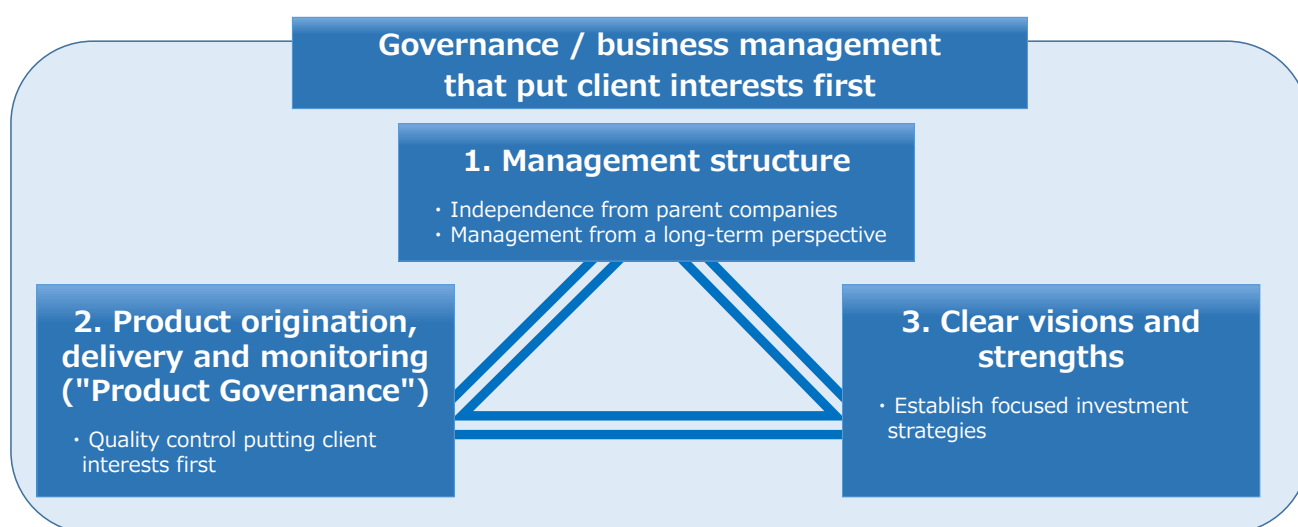 Governance / business management
that put client interests first
1. Management structure
・Independence from parent companies
・Management from a long-term perspective
2. Product origination,
delivery and monitoring
("Product Governance")
・Quality control putting client
interests first
3. Clear visions and
strengths
・Establish focused investment
strategies